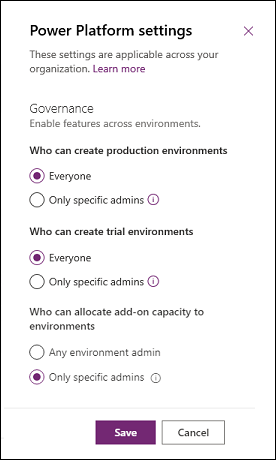 Power Platform settings
These settings are applicable across your
organization. Learn more
Governance
Enable features across environments.
Who can create production environments
Everyone
Only specific admins
Who can create trial environments
Everyone
Only specific admins
Who can allocate add-on capacity to
environments
Any environment admin
Only specific admins
Save Cancel